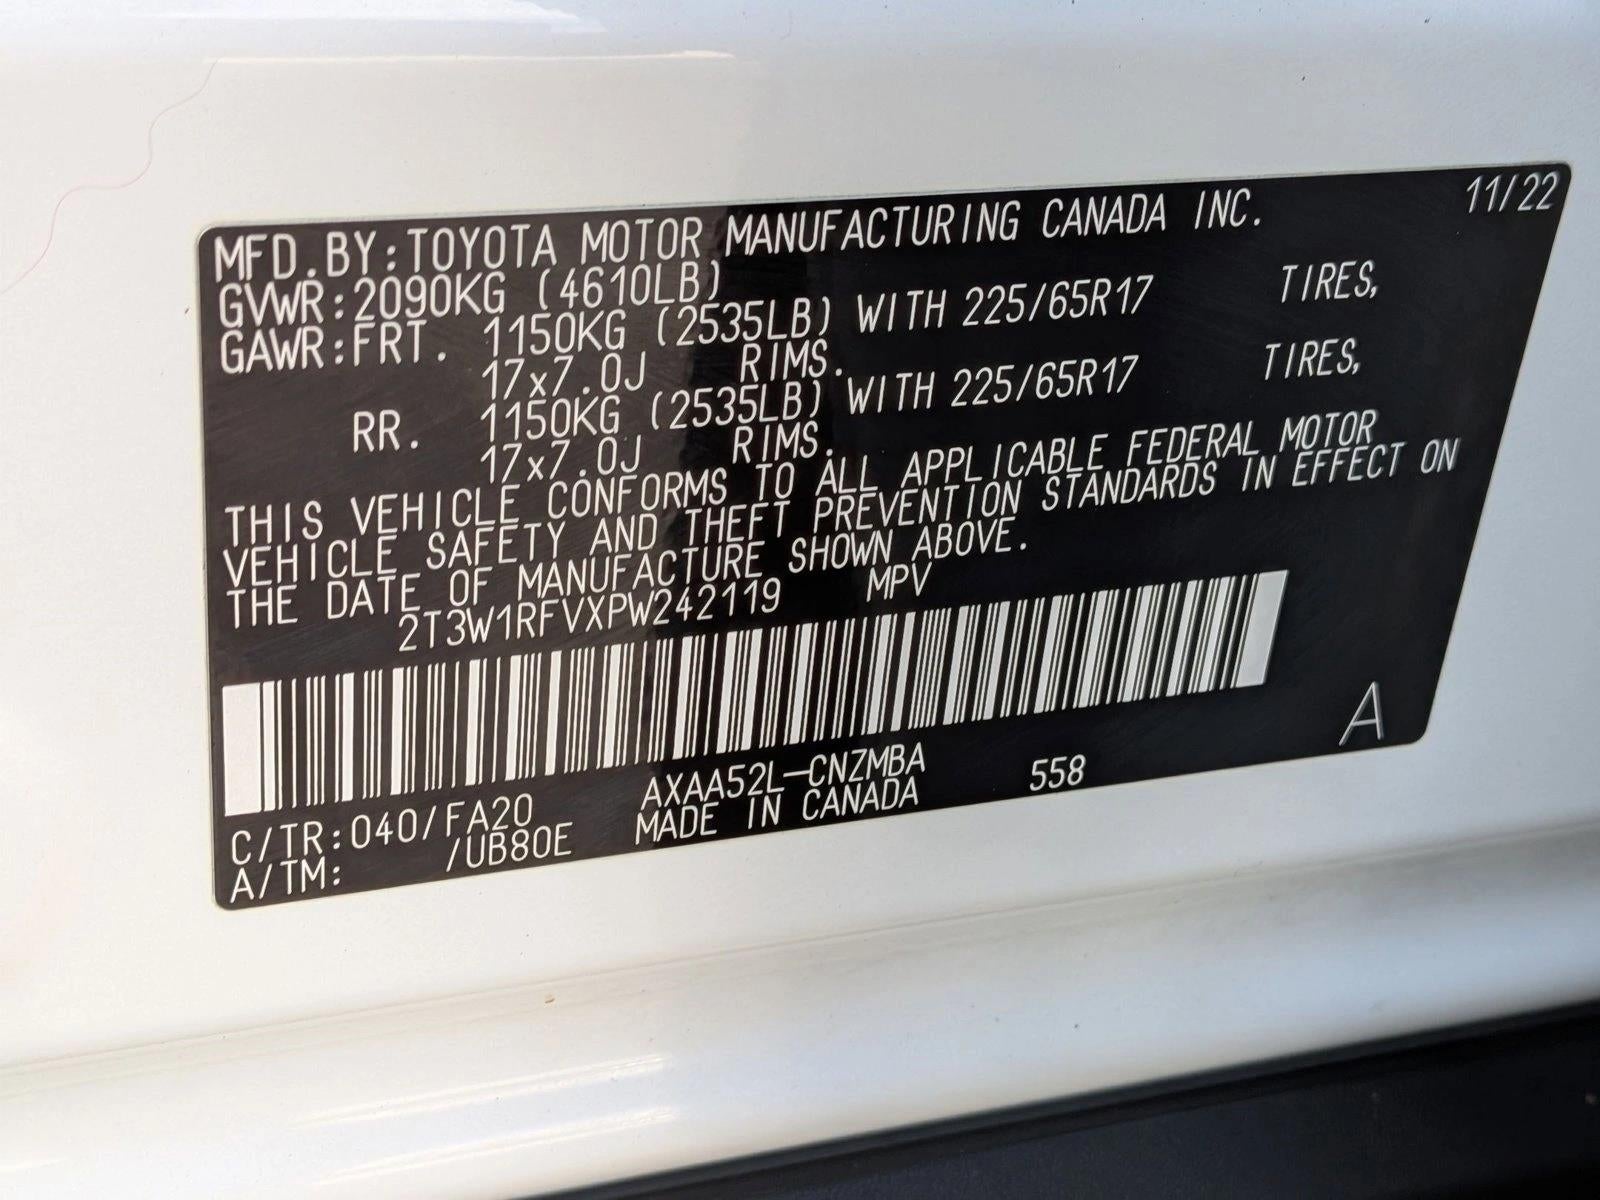 11/22
MFD.BY:TOYOTA MOTOR MANUFACTURING CANADA INC.
GVWR:2090KG (4610LB)
GAWR:FRT. 1150KG (2535LB) WITH 225/65R17 TIRES,
17x7.0J RIMS.
RR. 1150KG (2535LB) WITH 225/65R17 TIRES,
17x7.0J RIMS.
THIS VEHICLE CONFORMS TO ALL APPLICABLE FEDERAL MOTOR
VEHICLE SAFETY AND THEFT PREVENTION STANDARDS IN EFFECT ON
THE DATE OF MANUFACTURE SHOWN ABOVE.
2T3W1RFVXPW242119 MPV
A
C/TR:040/FA20 AXAA52L-CNZMBA 558
A/TM: /UB80E MADE IN CANADA